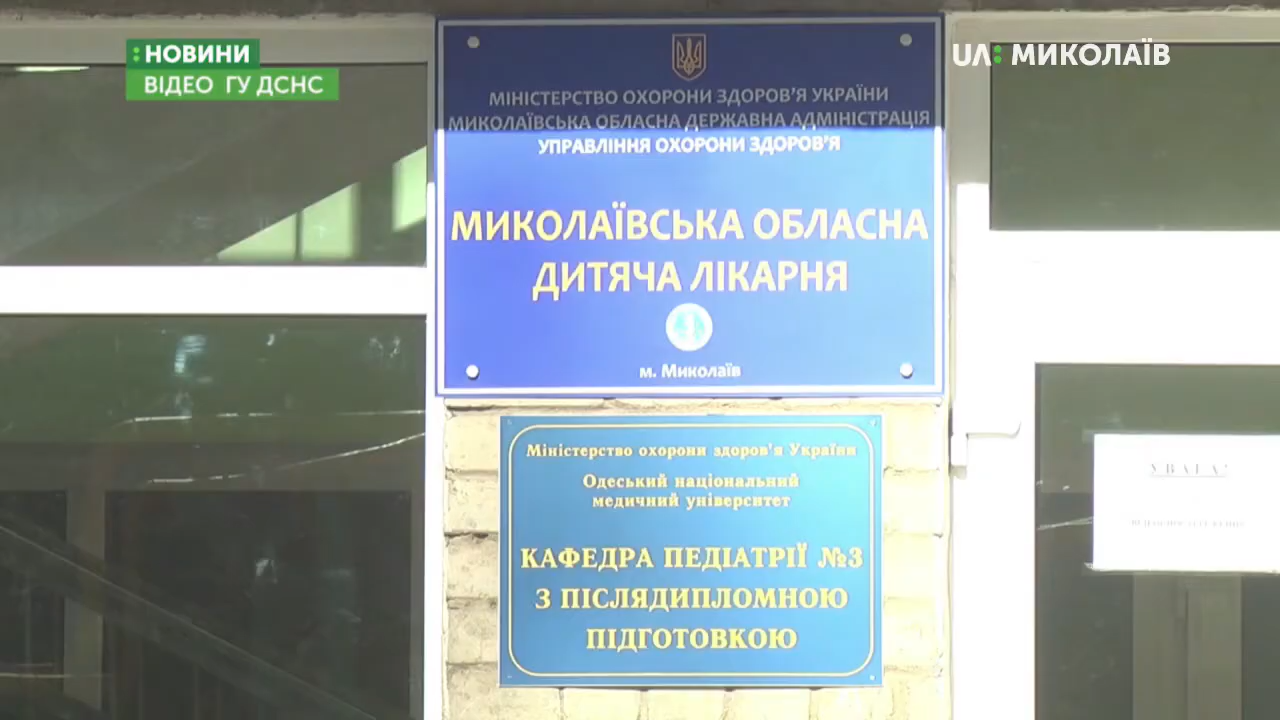 НОВИНИ
ВІДЕО ГУ ДСНС
UA: МИКОЛАЇВ
МІНІСТЕРСТВО ОХОРОНИ ЗДОРОВ'Я УКРАЇНИ
МИКОЛАЇВСЬКА ОБЛАСНА ДЕРЖАВНА АДМІНІСТРАЦІЯ
УПРАВЛІННЯ ОХОРОНИ ЗДОРОВ'Я
МИКОЛАЇВСЬКА ОБЛАСНА
ДИТЯЧА ЛІКАРНЯ
м. Миколаїв
Міністерство охорони здоров'я України
Одеський національний
медичний університет
КАФЕДРА ПЕДІАТРІЇ №3
З ПІСЛЯДИПЛОМНОЮ
ПІДГОТОВКОЮ
УВАГА!